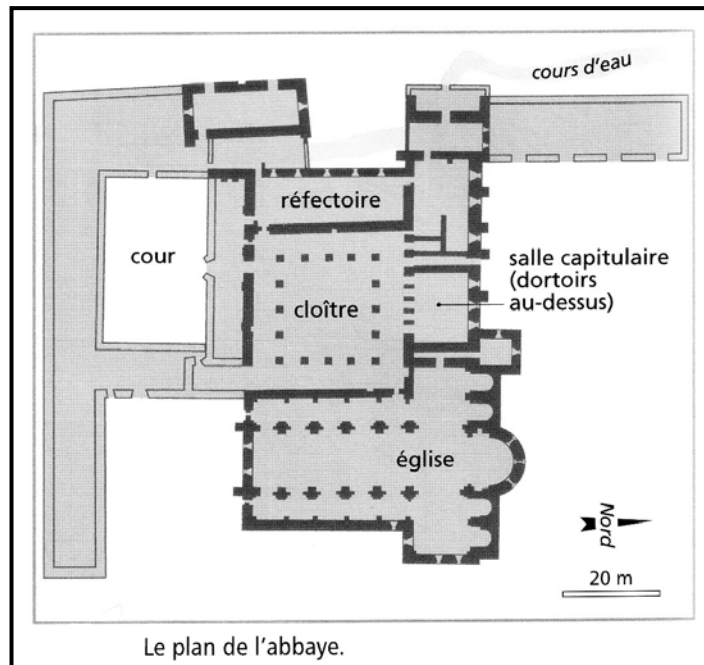 cours d'eau
réfectoire
cour
salle capitulaire
(dortoirs
au-dessus)
cloître
église
Nord
20 m
Le plan de l'abbaye.